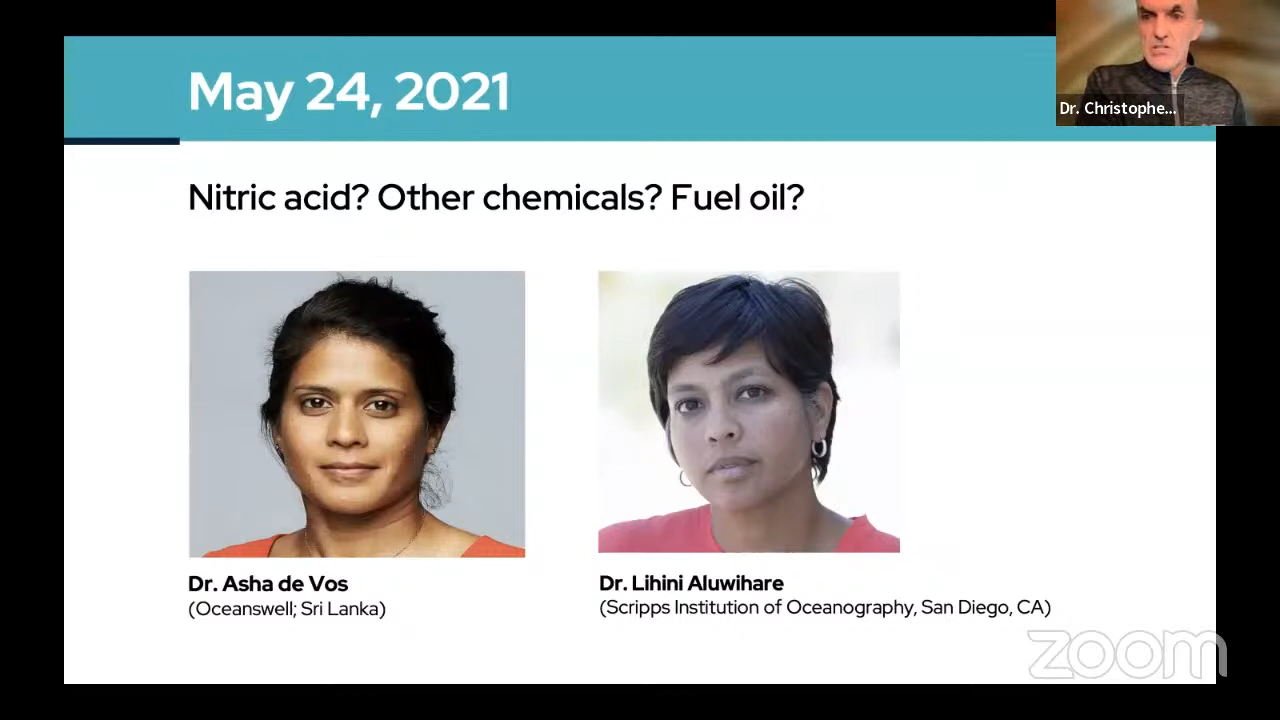 May 24, 2021
Dr. Christophe...
Nitric acid? Other chemicals? Fuel oil?
Dr. Asha de Vos
(Oceanswell; Sri Lanka)
Dr. Lihini Aluwihare
(Scripps Institution of Oceanography, San Diego, CA)
zoom